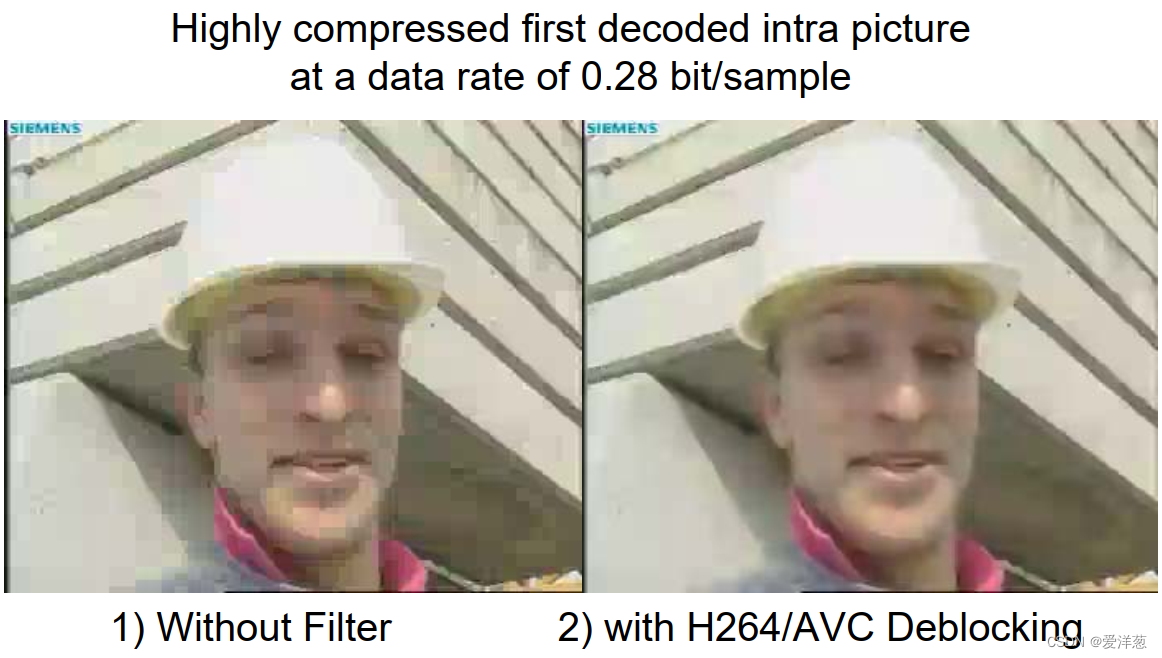 Highly compressed first decoded intra picture
at a data rate of 0.28 bit/sample
SIEMENS
SIEMENS
1) Without Filter
2) with H264/AVC Deblocking
CSDN @爱洋葱